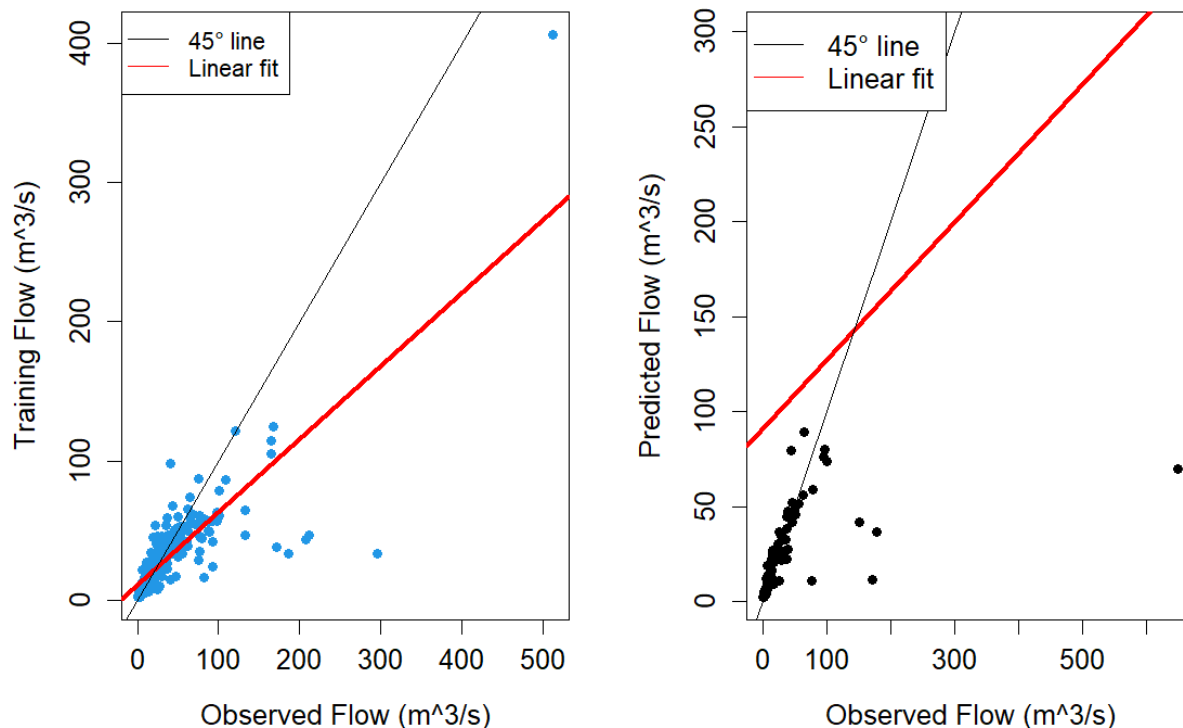 45° line
Linear fit
Training Flow (m^3/s)
0
100
200
300
400
0
100
200
300
400
500
Observed Flow (m^3/s)
45° line
Linear fit
Predicted Flow (m^3/s)
0
50
100
150
200
250
300
0
100
300
500
Observed Flow (m^3/s)